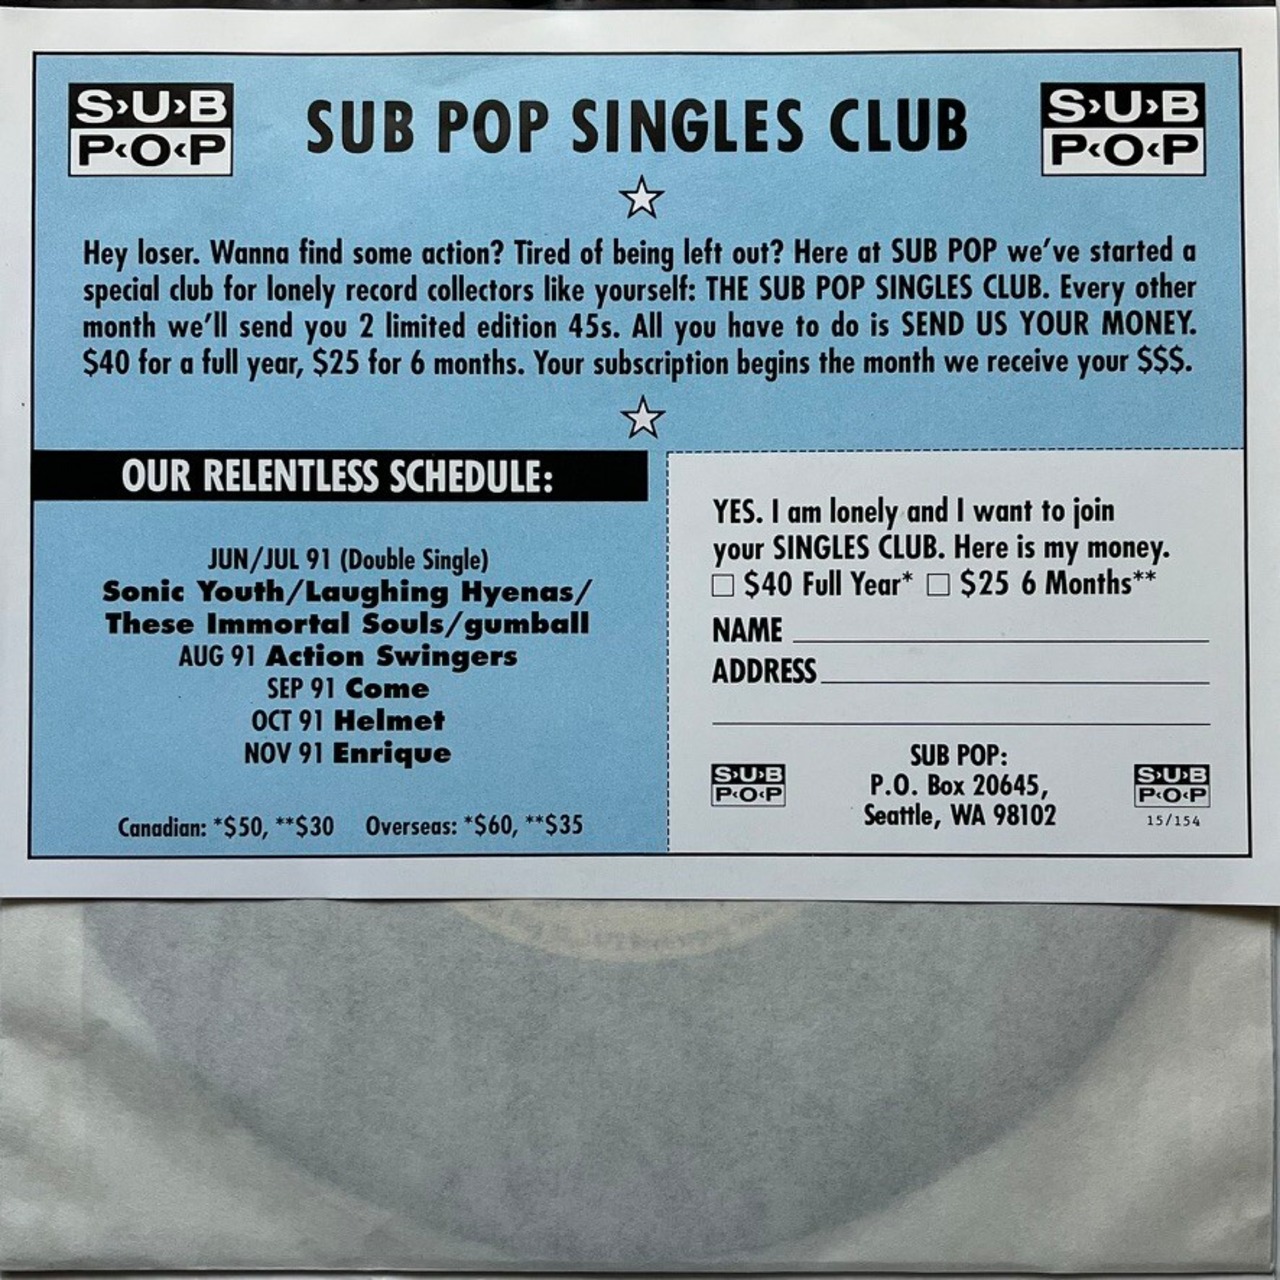 S›U›B
P‹O‹P
SUB POP SINGLES CLUB
S›U›B
P‹O‹P
Hey loser. Wanna find some action? Tired of being left out? Here at SUB POP we've started a
special club for lonely record collectors like yourself: THE SUB POP SINGLES CLUB. Every other
month we'll send you 2 limited edition 45s. All you have to do is SEND US YOUR MONEY.
$40 for a full year, $25 for 6 months. Your subscription begins the month we receive your $$$.
OUR RELENTLESS SCHEDULE:
JUN/JUL 91 (Double Single)
Sonic Youth/Laughing Hyenas/
These Immortal Souls/gumball
AUG 91 Action Swingers
SEP 91 Come
OCT 91 Helmet
NOV 91 Enrique
Canadian: *$50, **$30 Overseas: *$60, **$35
YES. I am lonely and I want to join
your SINGLES CLUB. Here is my money.
☐ $40 Full Year* ☐ $25 6 Months**
NAME
ADDRESS
S›U›B
P‹O‹P
SUB POP:
P.O. Box 20645,
Seattle, WA 98102
S›U›B
P‹O‹P
15/154